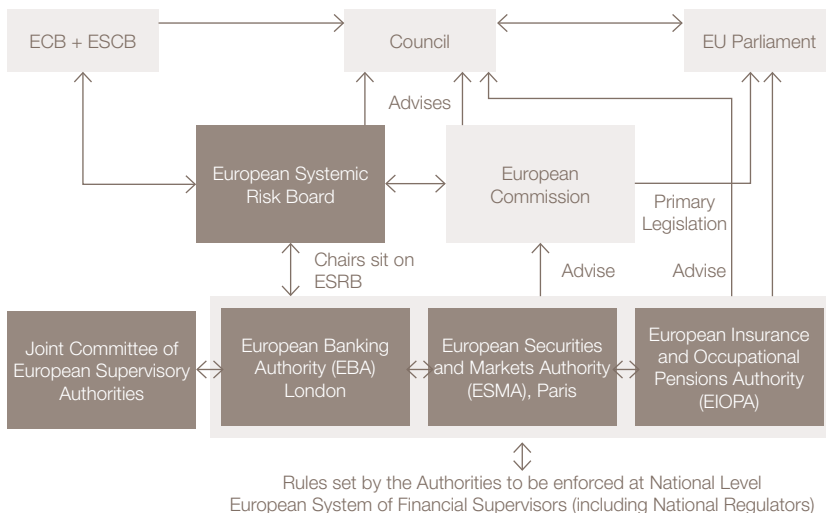 ECB + ESCB
Council
EU Parliament
Advises
European Systemic
Risk Board
European
Commission
Primary
Legislation
Chairs sit on
ESRB
Advise
Advise
Joint Committee of
European Supervisory
Authorities
European Banking
Authority (EBA)
London
European Securities
and Markets Authority
(ESMA), Paris
European Insurance
and Occupational
Pensions Authority
(EIOPA)
Rules set by the Authorities to be enforced at National Level
European System of Financial Supervisors (including National Regulators)